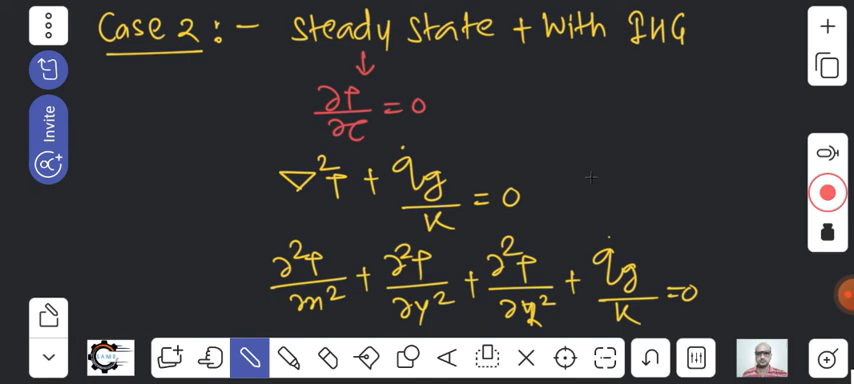 Case 2 :- Steady State + With IHG
∂T/∂τ = 0
∇²T + q̇g/k = 0
∂²T/∂x² + ∂²T/∂y² + ∂²T/∂z² + q̇g/k = 0
Invite